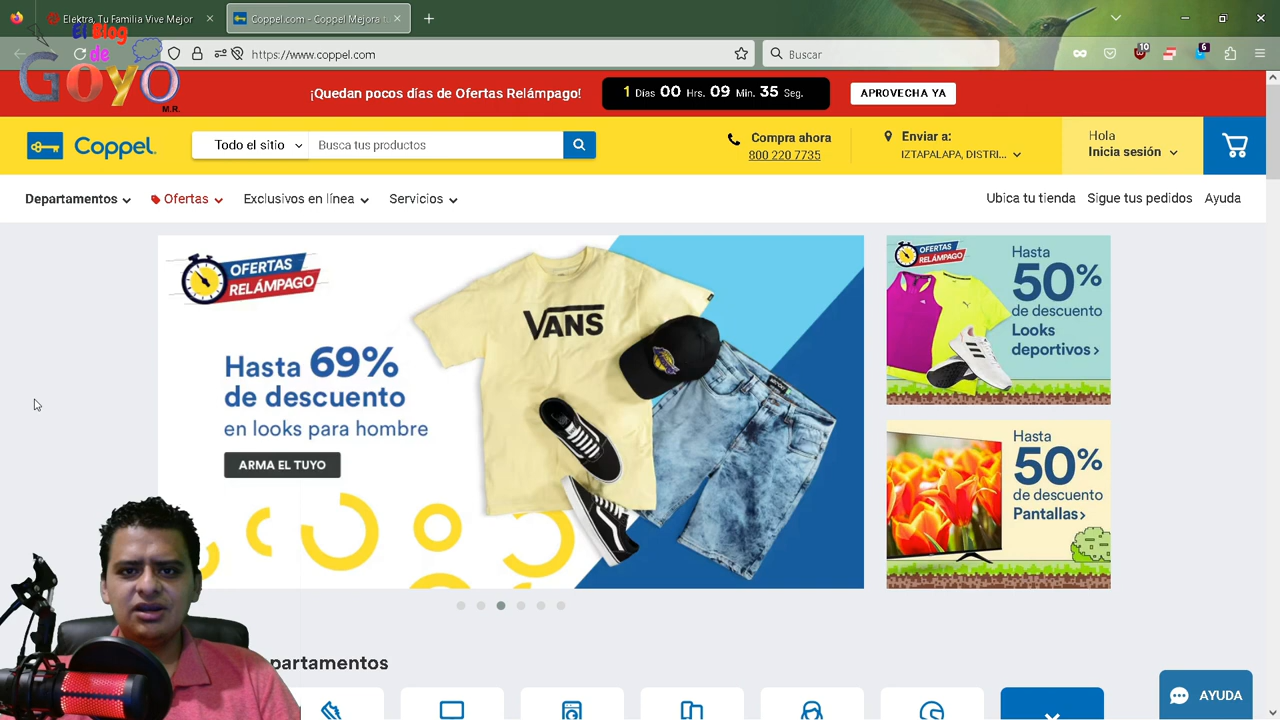 Elektra, Tu Familia Vive Mejor
Coppel.com - Coppel Mejora t
El Blog
de
GOYO
M.R.
https://www.coppel.com
Buscar
10
6
¡Quedan pocos días de Ofertas Relámpago!
1 Días 00 Hrs. 09 Min. 35 Seg.
APROVECHA YA
Coppel.
Todo el sitio
Busca tus productos
Compra ahora
800 220 7735
Enviar a:
IZTAPALAPA, DISTRI...
Hola
Inicia sesión
Departamentos
Ofertas
Exclusivos en línea
Servicios
Ubica tu tienda
Sigue tus pedidos
Ayuda
OFERTAS
RELÁMPAGO
Hasta 69%
de descuento
en looks para hombre
ARMA EL TUYO
VANS
OFERTAS
RELÁMPAGO
Hasta
50%
de descuento
Looks
deportivos >
Hasta
50%
de descuento
Pantallas >
partamentos
AYUDA